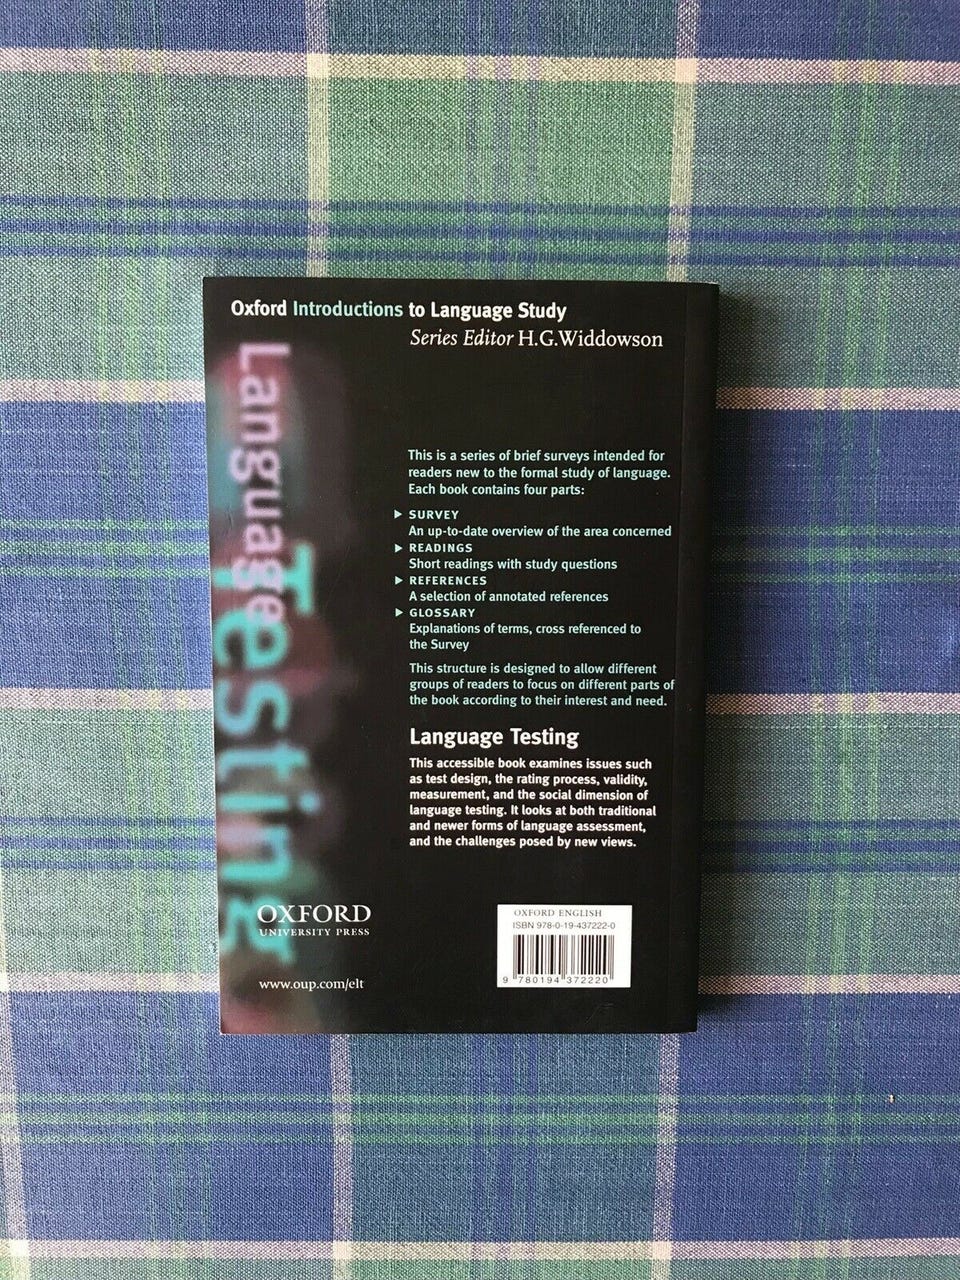 Oxford Introductions to Language Study
Series Editor H.G.Widdowson
Language
Testing
This is a series of brief surveys intended for
readers new to the formal study of language.
Each book contains four parts:
▶ SURVEY
An up-to-date overview of the area concerned
▶ READINGS
Short readings with study questions
▶ REFERENCES
A selection of annotated references
▶ GLOSSARY
Explanations of terms, cross referenced to
the Survey
This structure is designed to allow different
groups of readers to focus on different parts of
the book according to their interest and need.
Language Testing
This accessible book examines issues such
as test design, the rating process, validity,
measurement, and the social dimension of
language testing. It looks at both traditional
and newer forms of language assessment,
and the challenges posed by new views.
OXFORD
UNIVERSITY PRESS
www.oup.com/elt
OXFORD ENGLISH
ISBN 978-0-19-437222-0
9 780194 372220